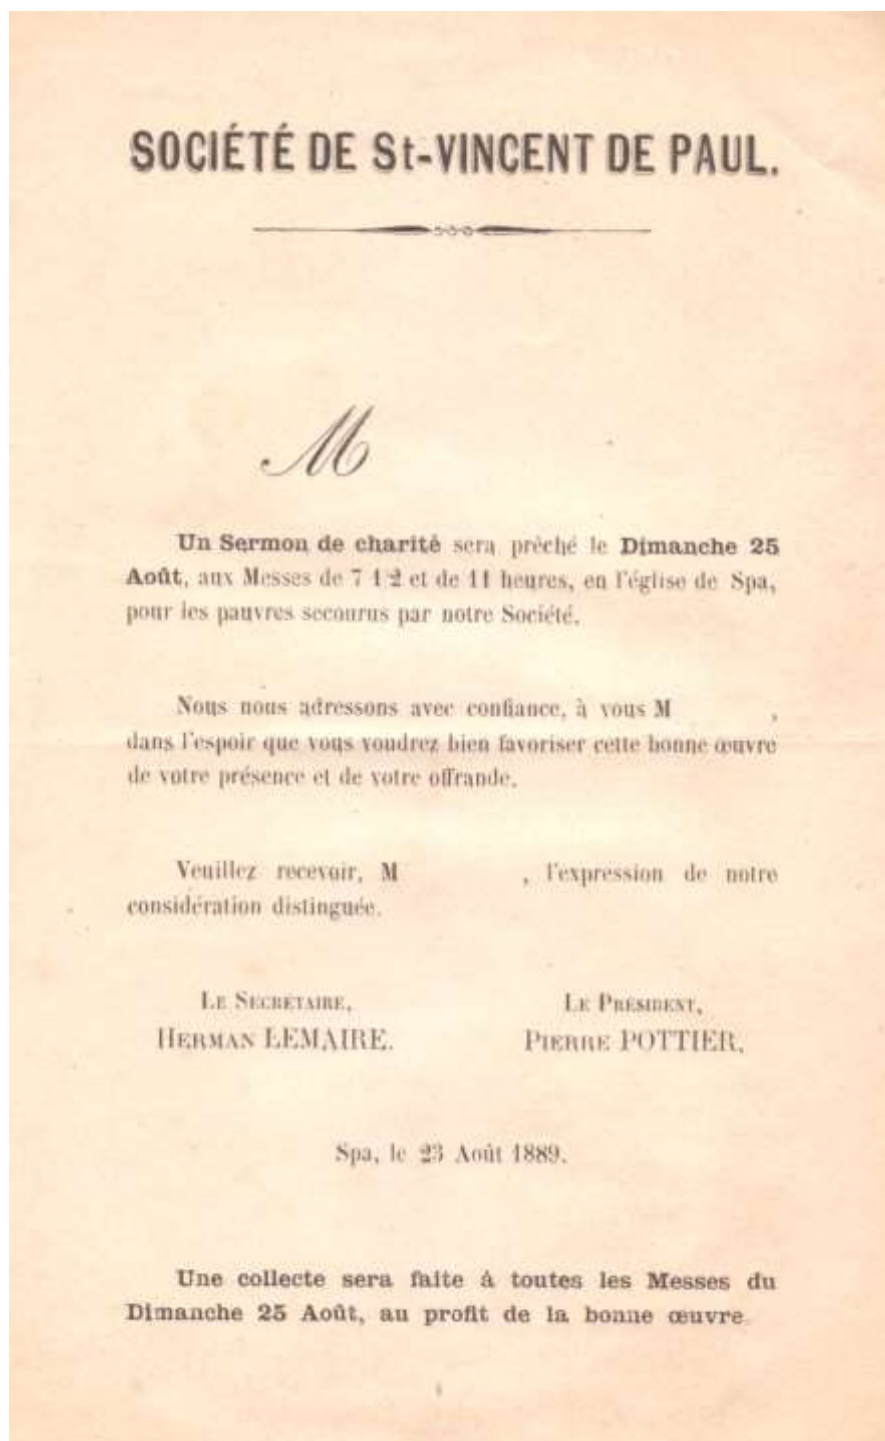 SOCIÉTÉ DE St-VINCENT DE PAUL.
M
Un Sermon de charité sera prêché le Dimanche 25
Août, aux Messes de 7 1/2 et de 11 heures, en l'église de Spa,
pour les pauvres secourus par notre Société.
Nous nous adressons avec confiance, à vous M ,
dans l'espoir que vous voudrez bien favoriser cette bonne œuvre
de votre présence et de votre offrande.
Veuillez recevoir, M , l'expression de notre
considération distinguée.
LE SECRÉTAIRE, LE PRÉSIDENT,
HERMAN LEMAIRE. PIERRE POTTIER.
Spa, le 23 Août 1889.
Une collecte sera faite à toutes les Messes du
Dimanche 25 Août, au profit de la bonne œuvre.